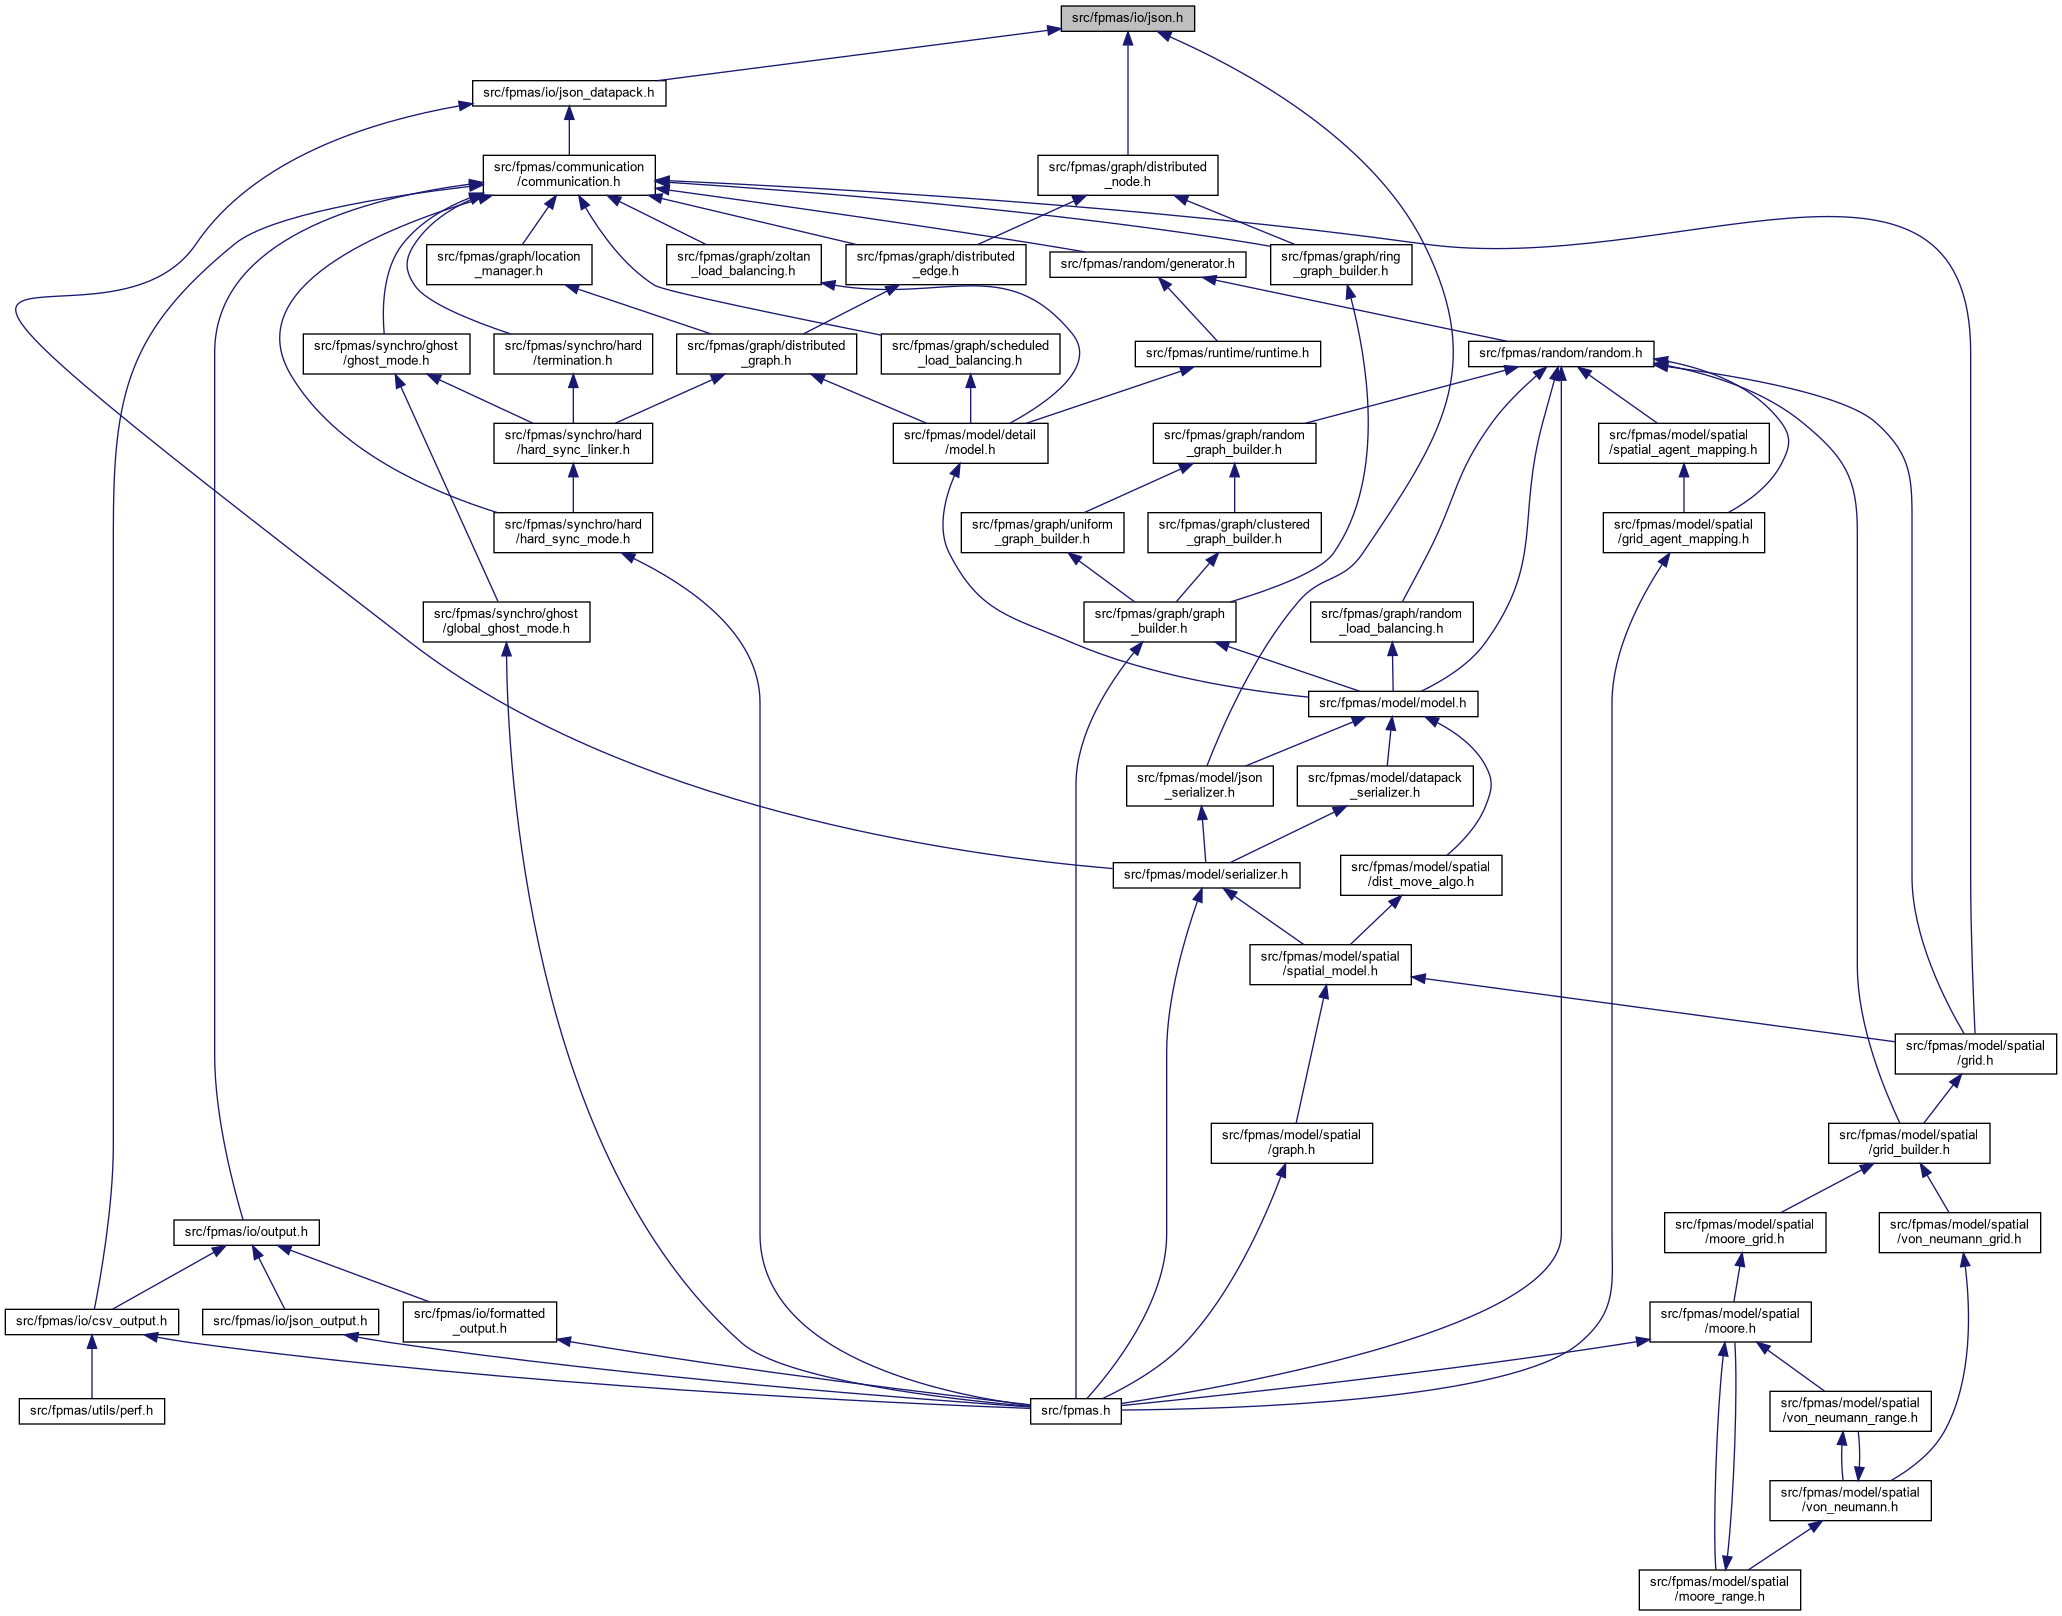 src/fpmas/io/json.h
src/fpmas/io/json_datapack.h
src/fpmas/communication
/communication.h
src/fpmas/graph/distributed
_node.h
src/fpmas/graph/location
_manager.h
src/fpmas/graph/zoltan
_load_balancing.h
src/fpmas/graph/distributed
_edge.h
src/fpmas/random/generator.h
src/fpmas/graph/ring
_graph_builder.h
src/fpmas/synchro/ghost
/ghost_mode.h
src/fpmas/synchro/hard
/termination.h
src/fpmas/graph/distributed
_graph.h
src/fpmas/graph/scheduled
_load_balancing.h
src/fpmas/runtime/runtime.h
src/fpmas/random/random.h
src/fpmas/synchro/hard
/hard_sync_linker.h
src/fpmas/model/detail
/model.h
src/fpmas/graph/random
_graph_builder.h
src/fpmas/model/spatial
/spatial_agent_mapping.h
src/fpmas/synchro/hard
/hard_sync_mode.h
src/fpmas/graph/uniform
_graph_builder.h
src/fpmas/graph/clustered
_graph_builder.h
src/fpmas/model/spatial
/grid_agent_mapping.h
src/fpmas/synchro/ghost
/global_ghost_mode.h
src/fpmas/graph/graph
_builder.h
src/fpmas/graph/random
_load_balancing.h
src/fpmas/model/model.h
src/fpmas/model/json
_serializer.h
src/fpmas/model/datapack
_serializer.h
src/fpmas/model/serializer.h
src/fpmas/model/spatial
/dist_move_algo.h
src/fpmas/model/spatial
/spatial_model.h
src/fpmas/model/spatial
/grid.h
src/fpmas/model/spatial
/graph.h
src/fpmas/model/spatial
/grid_builder.h
src/fpmas/io/output.h
src/fpmas/model/spatial
/moore_grid.h
src/fpmas/model/spatial
/von_neumann_grid.h
src/fpmas/io/csv_output.h
src/fpmas/io/json_output.h
src/fpmas/io/formatted
_output.h
src/fpmas/model/spatial
/moore.h
src/fpmas/utils/perf.h
src/fpmas.h
src/fpmas/model/spatial
/von_neumann_range.h
src/fpmas/model/spatial
/von_neumann.h
src/fpmas/model/spatial
/moore_range.h